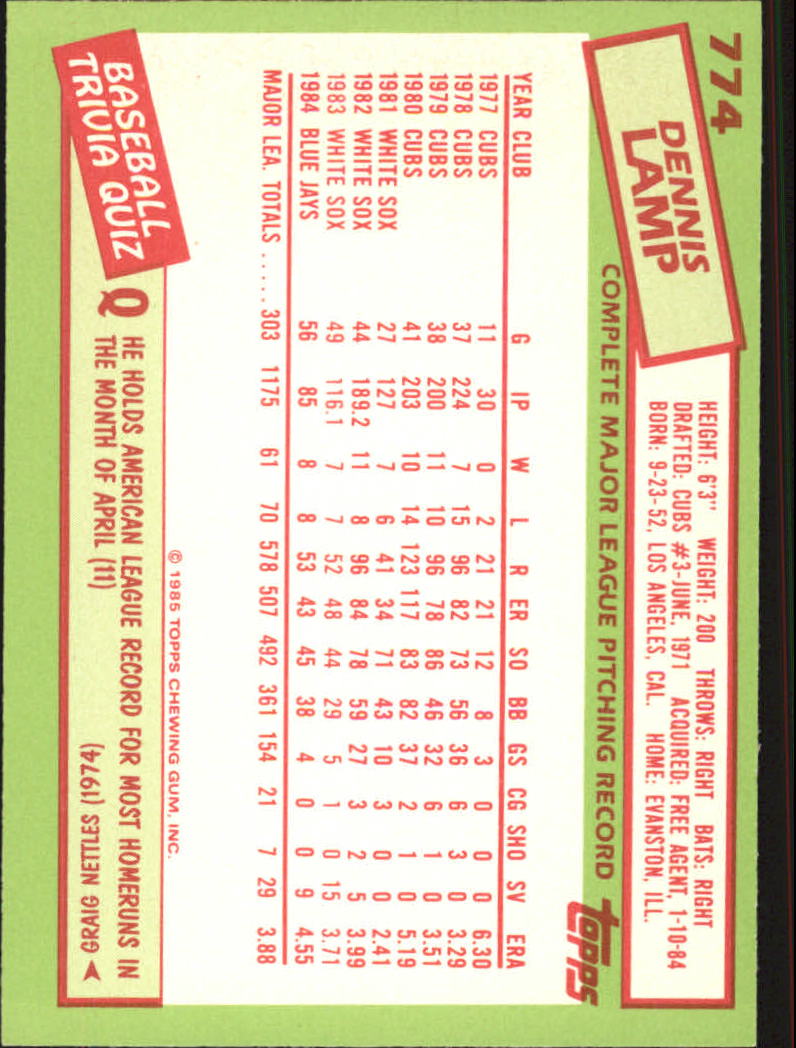 774
DENNIS
LAMP
HEIGHT: 6'3" WEIGHT: 200 THROWS: RIGHT BATS: RIGHT
DRAFTED: CUBS #3-JUNE, 1971 ACQUIRED: FREE AGENT, 1-10-84
BORN: 9-23-52, LOS ANGELES, CAL. HOME: EVANSTON, ILL.
COMPLETE MAJOR LEAGUE PITCHING RECORD
topps
YEAR CLUB G IP W L R ER SO BB GS CG SHO SV ERA
1977 CUBS 11 30 0 2 21 21 12 8 3 0 0 0 6.30
1978 CUBS 37 224 7 15 96 82 73 56 36 6 3 0 3.29
1979 CUBS 38 200 11 10 96 78 86 46 32 6 1 0 3.51
1980 CUBS 41 203 10 14 123 117 83 82 37 2 1 0 5.19
1981 WHITE SOX 27 127 7 6 41 34 71 43 10 3 0 0 2.41
1982 WHITE SOX 44 189.2 11 8 96 84 78 59 27 3 2 5 3.99
1983 WHITE SOX 49 116.1 7 7 52 48 44 29 5 1 0 15 3.71
1984 BLUE JAYS 56 85 8 8 53 43 45 38 4 0 0 9 4.55
MAJOR LEA. TOTALS ..... 303 1175 61 70 578 507 492 361 154 21 7 29 3.88
© 1985 TOPPS CHEWING GUM, INC.
BASEBALL
TRIVIA QUIZ
Q HE HOLDS AMERICAN LEAGUE RECORD FOR MOST HOMERUNS IN
THE MONTH OF APRIL (11)
GRAIG NETTLES (1974)